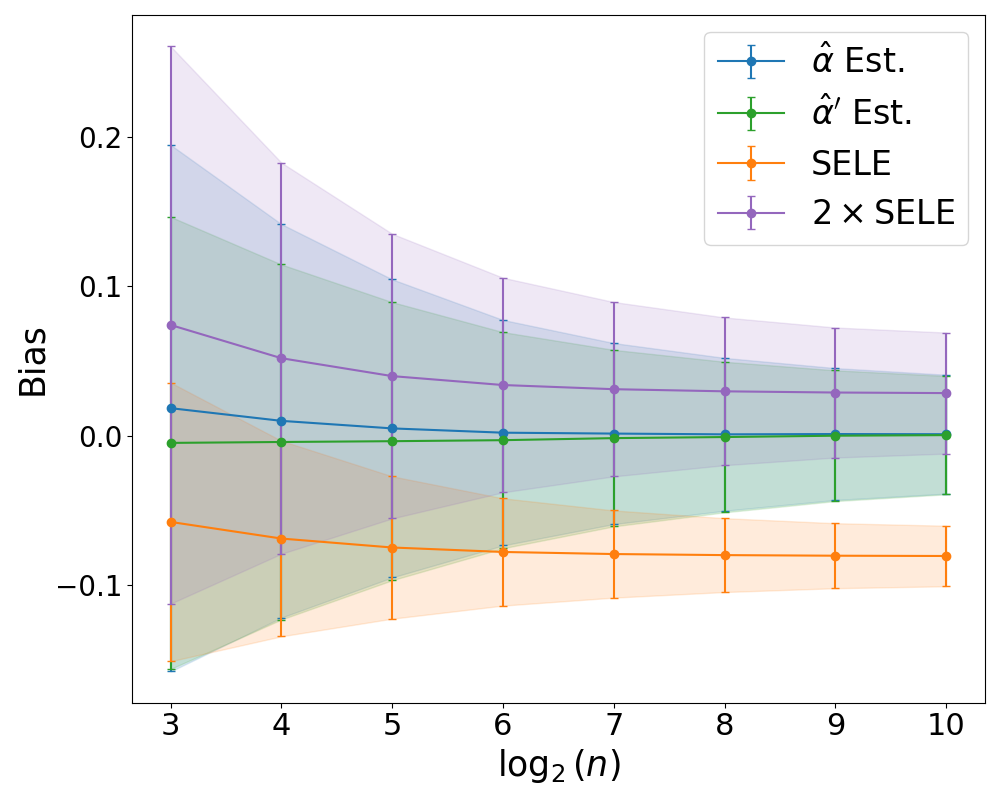 α̂ Est.
α̂′ Est.
SELE
2 × SELE
Bias
0.2
0.1
0.0
−0.1
3 4 5 6 7 8 9 10
log₂(n)